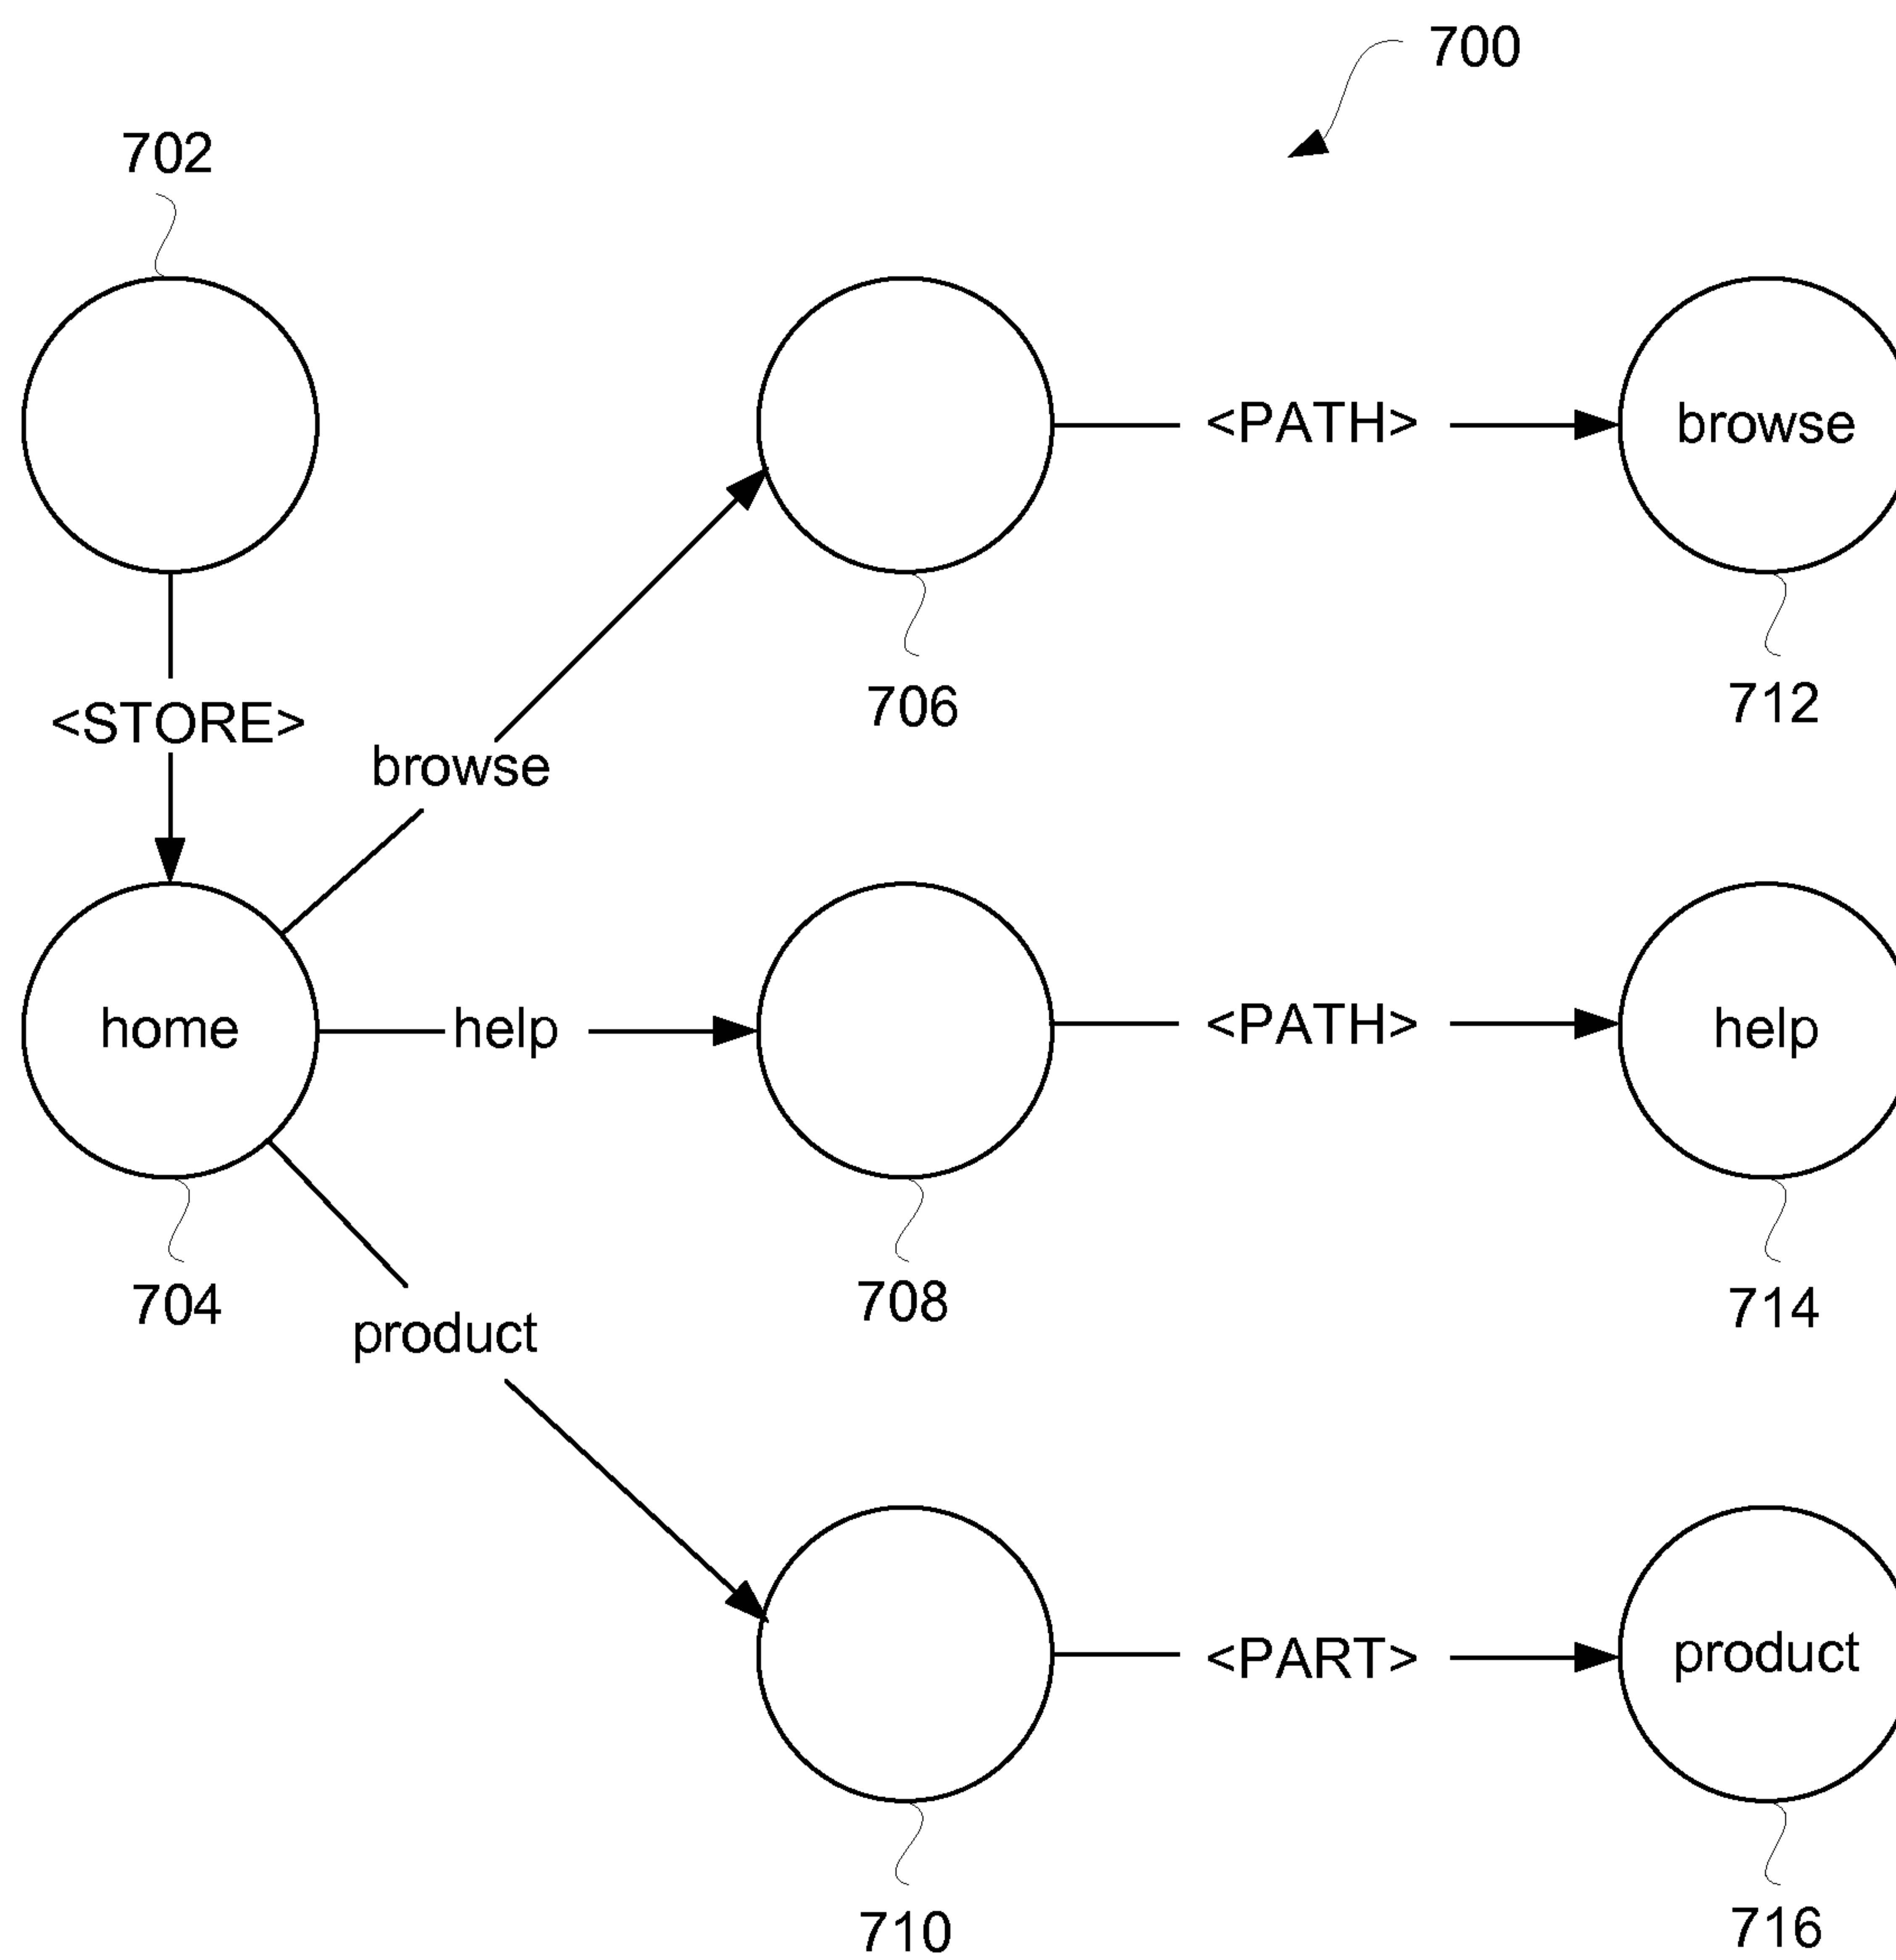 700
702
<PATH>
browse
706
712
<STORE>
browse
home
help
<PATH>
help
704
708
714
product
<PART>
product
710
716